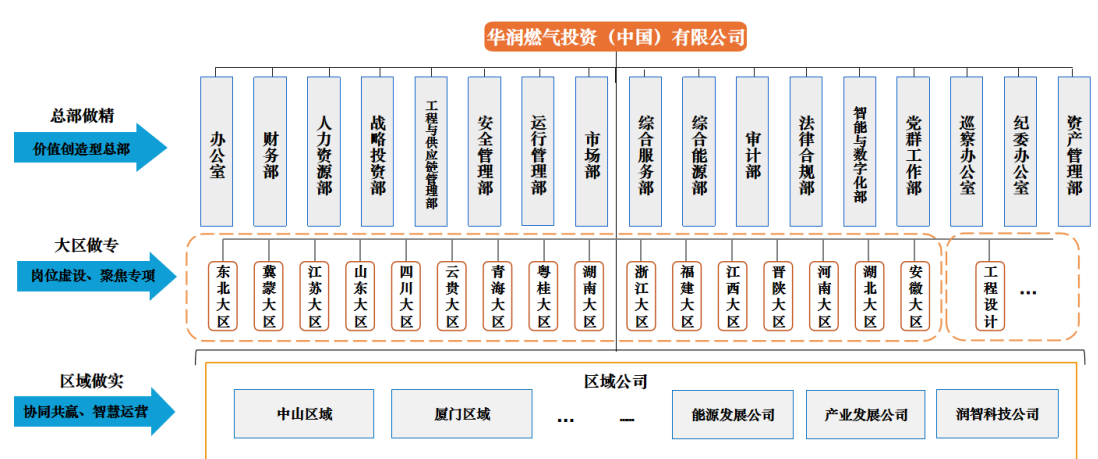 华润燃气投资（中国）有限公司
总部做精
价值创造型总部
办公室
财务部
人力资源部
战略投资部
工程与供应链管理部
安全管理部
运行管理部
市场部
综合服务部
综合能源部
审计部
法律合规部
智能与数字化部
党群工作部
巡察办公室
纪委办公室
资产管理部
大区做专
岗位虚设、聚焦专项
东北大区
冀蒙大区
江苏大区
山东大区
四川大区
云贵大区
青海大区
粤桂大区
湖南大区
浙江大区
福建大区
江西大区
晋陕大区
河南大区
湖北大区
安徽大区
工程设计
...
区域做实
协同共赢、智慧运营
区域公司
中山区域
厦门区域
...
......
能源发展公司
产业发展公司
润智科技公司